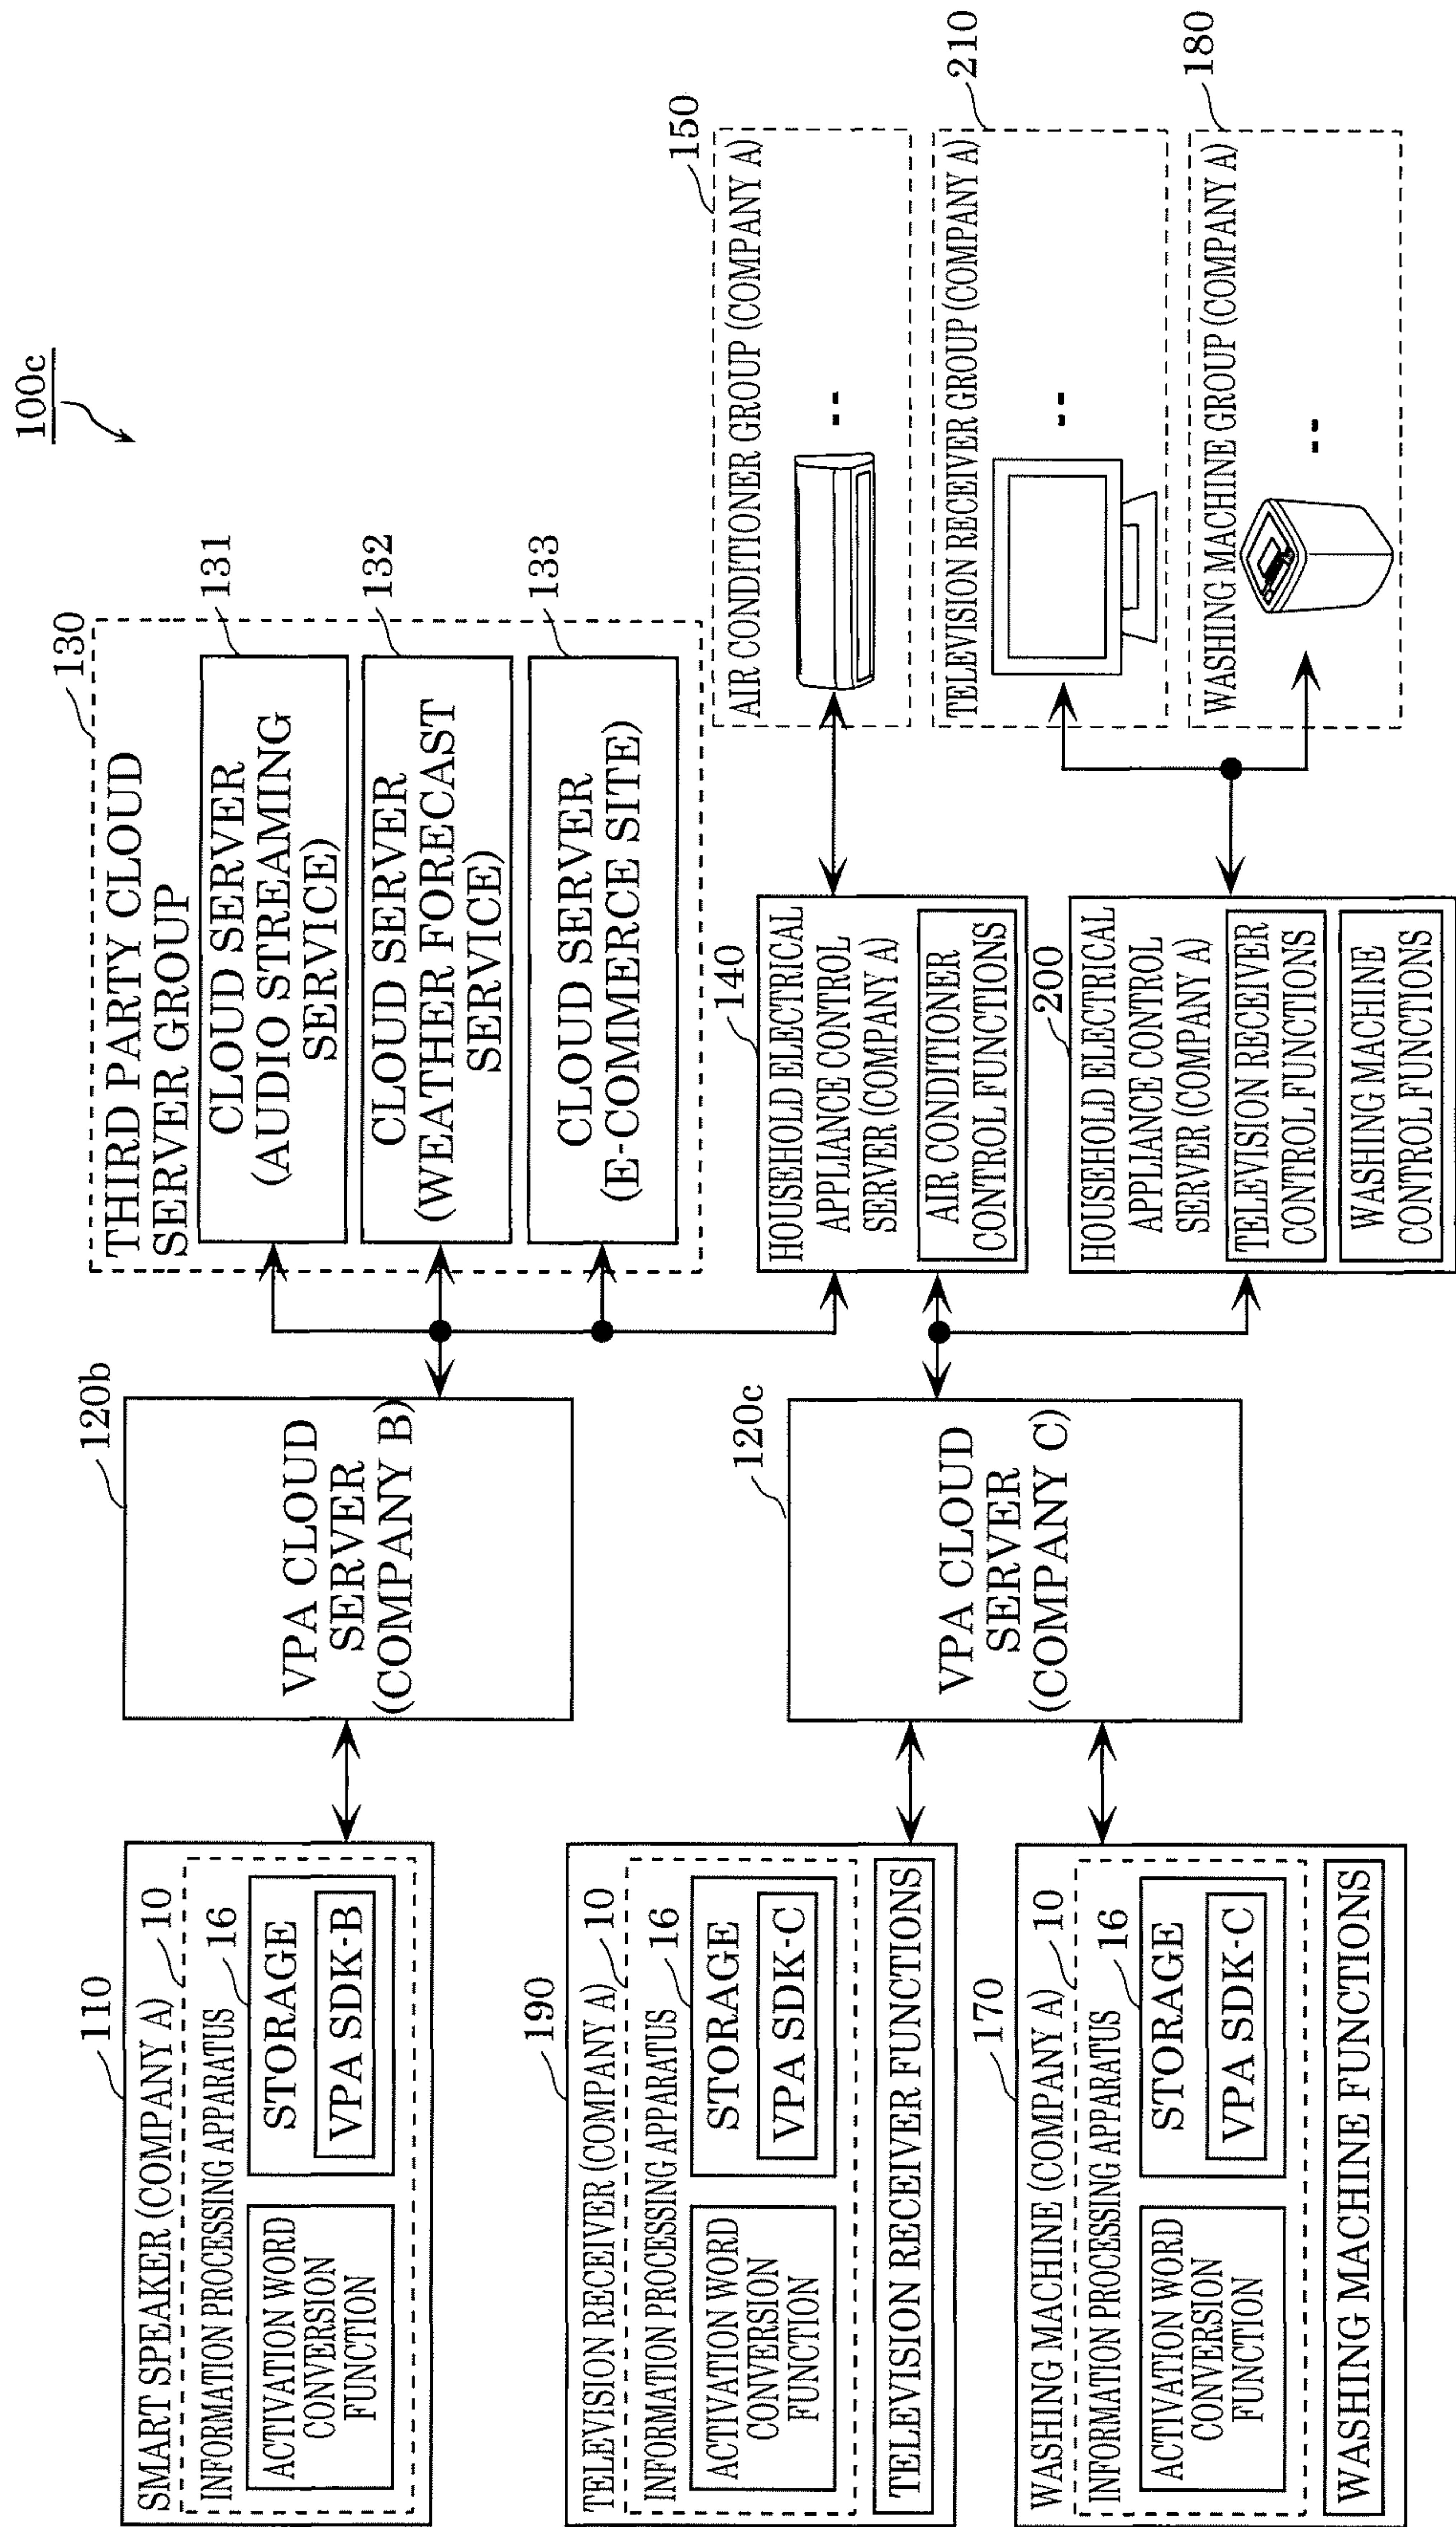 100c
110
SMART SPEAKER (COMPANY A)
10
INFORMATION PROCESSING APPARATUS
16
ACTIVATION WORD
CONVERSION
FUNCTION
STORAGE
VPA SDK-B
190
TELEVISION RECEIVER (COMPANY A)
10
INFORMATION PROCESSING APPARATUS
16
ACTIVATION WORD
CONVERSION
FUNCTION
STORAGE
VPA SDK-C
TELEVISION RECEIVER FUNCTIONS
170
WASHING MACHINE (COMPANY A)
10
INFORMATION PROCESSING APPARATUS
16
ACTIVATION WORD
CONVERSION
FUNCTION
STORAGE
VPA SDK-C
WASHING MACHINE FUNCTIONS
120b
VPA CLOUD
SERVER
(COMPANY B)
120c
VPA CLOUD
SERVER
(COMPANY C)
130
THIRD PARTY CLOUD
SERVER GROUP
131
CLOUD SERVER
(AUDIO STREAMING
SERVICE)
132
CLOUD SERVER
(WEATHER FORECAST
SERVICE)
133
CLOUD SERVER
(E-COMMERCE SITE)
140
HOUSEHOLD ELECTRICAL
APPLIANCE CONTROL
SERVER (COMPANY A)
AIR CONDITIONER
CONTROL FUNCTIONS
200
HOUSEHOLD ELECTRICAL
APPLIANCE CONTROL
SERVER (COMPANY A)
TELEVISION RECEIVER
CONTROL FUNCTIONS
WASHING MACHINE
CONTROL FUNCTIONS
150
AIR CONDITIONER GROUP (COMPANY A)
210
TELEVISION RECEIVER GROUP (COMPANY A)
180
WASHING MACHINE GROUP (COMPANY A)